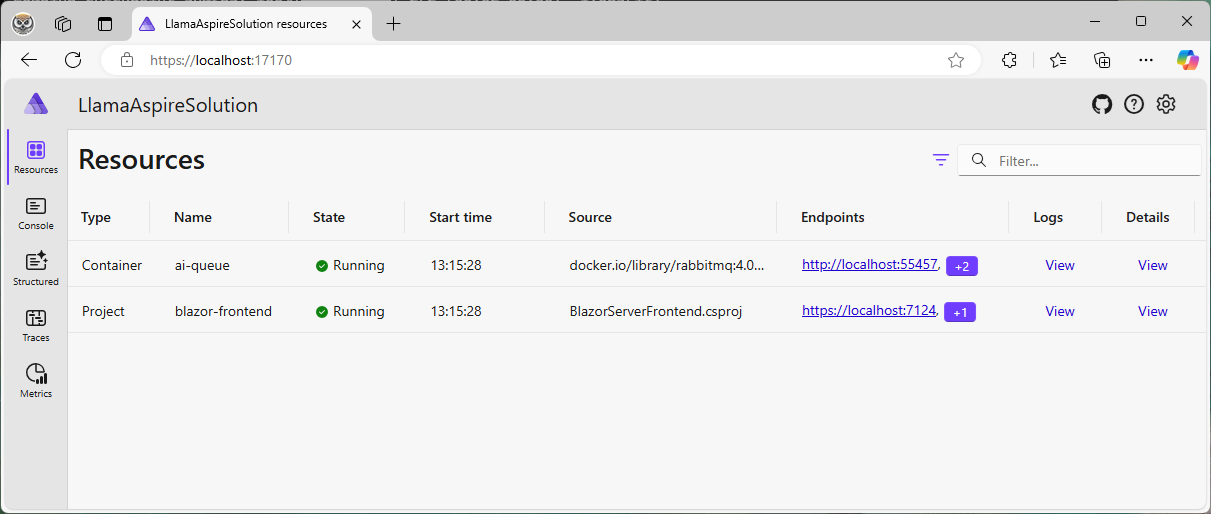 LlamaAspireSolution resources
https://localhost:17170
LlamaAspireSolution
Resources
Resources
Filter...
Type Name State Start time Source Endpoints Logs Details
Console
Container ai-queue Running 13:15:28 docker.io/library/rabbitmq:4.0... http://localhost:55457, +2 View View
Structured
Project blazor-frontend Running 13:15:28 BlazorServerFrontend.csproj https://localhost:7124, +1 View View
Traces
Metrics